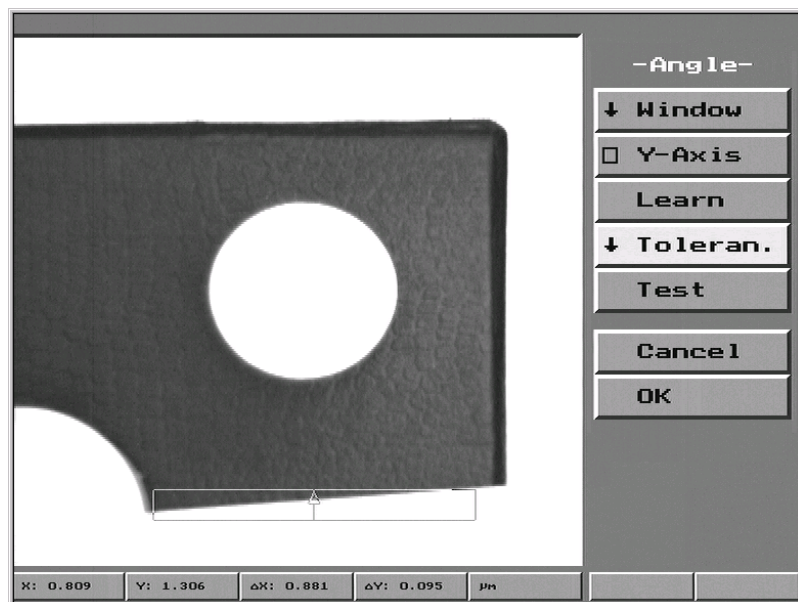 -Angle-
↓ Window
Y-Axis
Learn
↓ Toleran.
Test
Cancel
OK
X: 0.809 Y: 1.306 ΔX: 0.881 ΔY: 0.095 µm